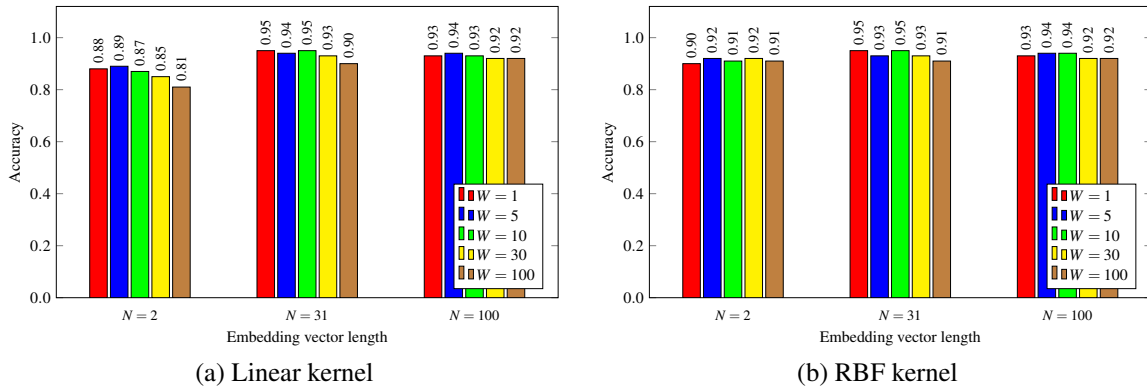 0.88 0.89 0.87 0.85 0.81 0.95 0.94 0.95 0.93 0.90 0.93 0.94 0.93 0.92 0.92
1.0
0.8
0.6
0.4
0.2
0.0
Accuracy
W = 1
W = 5
W = 10
W = 30
W = 100
N = 2 N = 31 N = 100
Embedding vector length
(a) Linear kernel
0.90 0.92 0.91 0.92 0.91 0.95 0.93 0.95 0.93 0.91 0.93 0.94 0.94 0.92 0.92
1.0
0.8
0.6
0.4
0.2
0.0
Accuracy
W = 1
W = 5
W = 10
W = 30
W = 100
N = 2 N = 31 N = 100
Embedding vector length
(b) RBF kernel